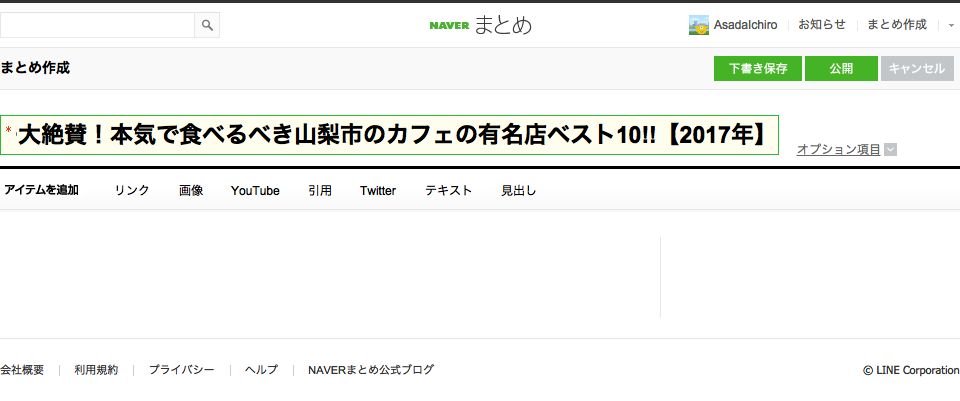 NAVER まとめ
AsadaIchiro お知らせ まとめ作成
まとめ作成
下書き保存 公開 キャンセル
* 大絶賛！本気で食べるべき山梨市のカフェの有名店ベスト10!!【2017年】
オプション項目
アイテムを追加 リンク 画像 YouTube 引用 Twitter テキスト 見出し
会社概要 利用規約 プライバシー ヘルプ NAVERまとめ公式ブログ © LINE Corporation